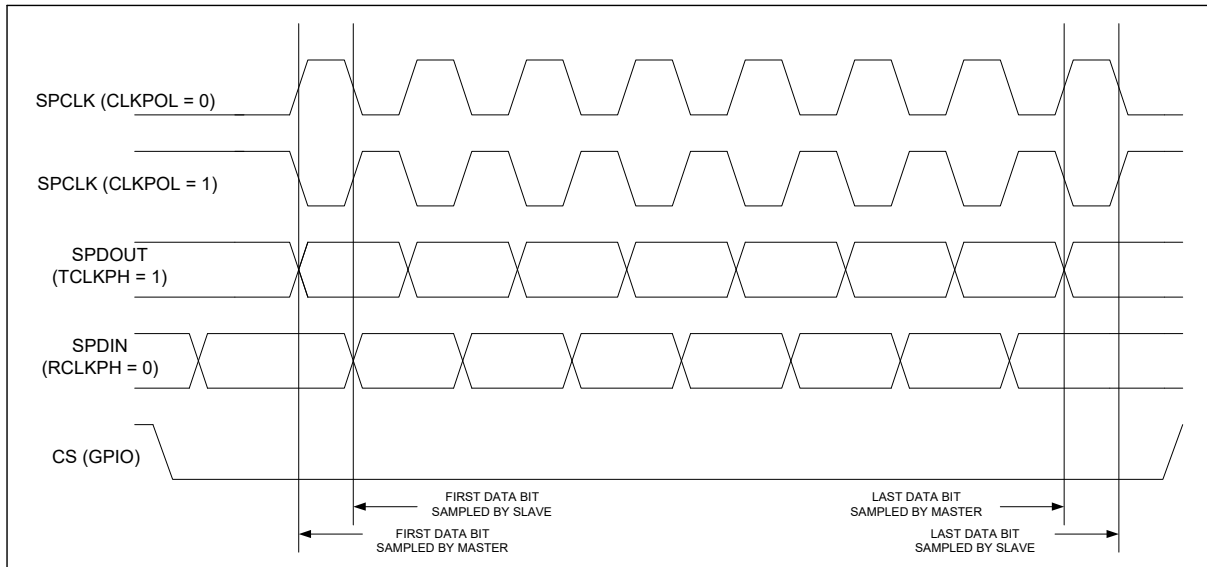 SPCLK (CLKPOL = 0)
SPCLK (CLKPOL = 1)
SPDOUT
(TCLKPH = 1)
SPDIN
(RCLKPH = 0)
CS (GPIO)
FIRST DATA BIT
SAMPLED BY SLAVE
LAST DATA BIT
SAMPLED BY MASTER
FIRST DATA BIT
SAMPLED BY MASTER
LAST DATA BIT
SAMPLED BY SLAVE